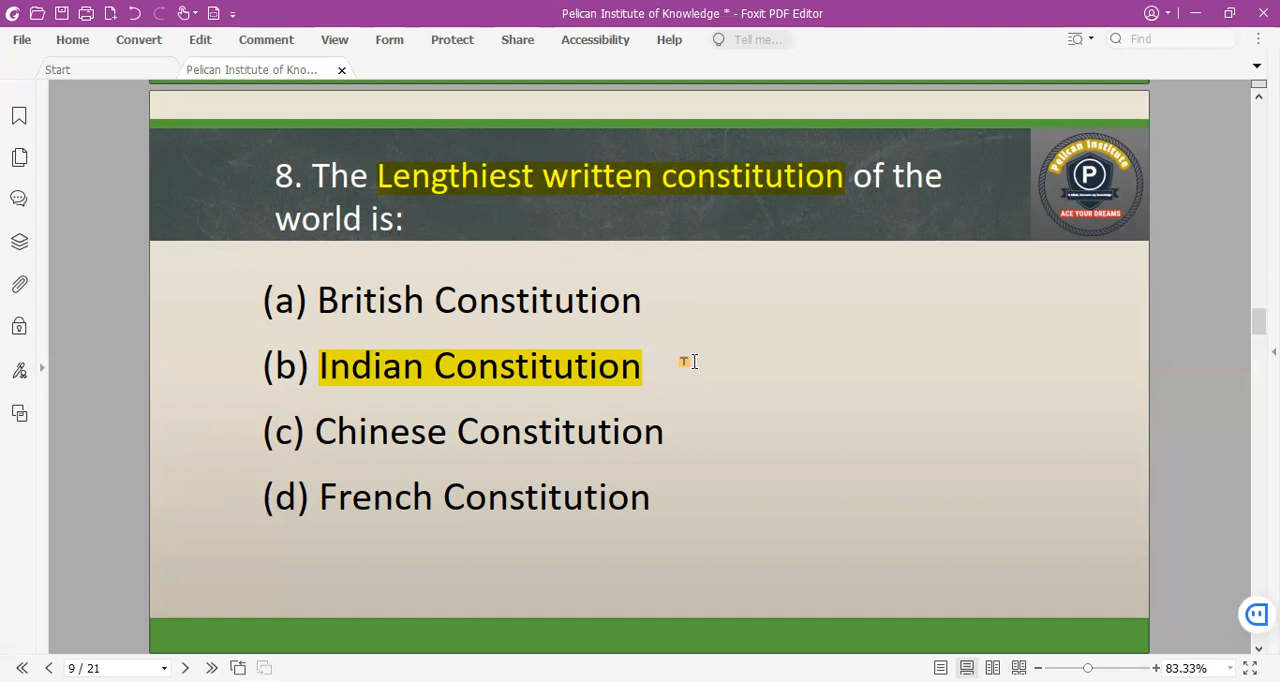 Pelican Institute of Knowledge * - Foxit PDF Editor
File Home Convert Edit Comment View Form Protect Share Accessibility Help Tell me... Find
Start Pelican Institute of Kno...
8. The Lengthiest written constitution of the
world is:
Pelican Institute
P
ACE YOUR DREAMS
(a) British Constitution
(b) Indian Constitution
T
(c) Chinese Constitution
(d) French Constitution
9 / 21
83.33%